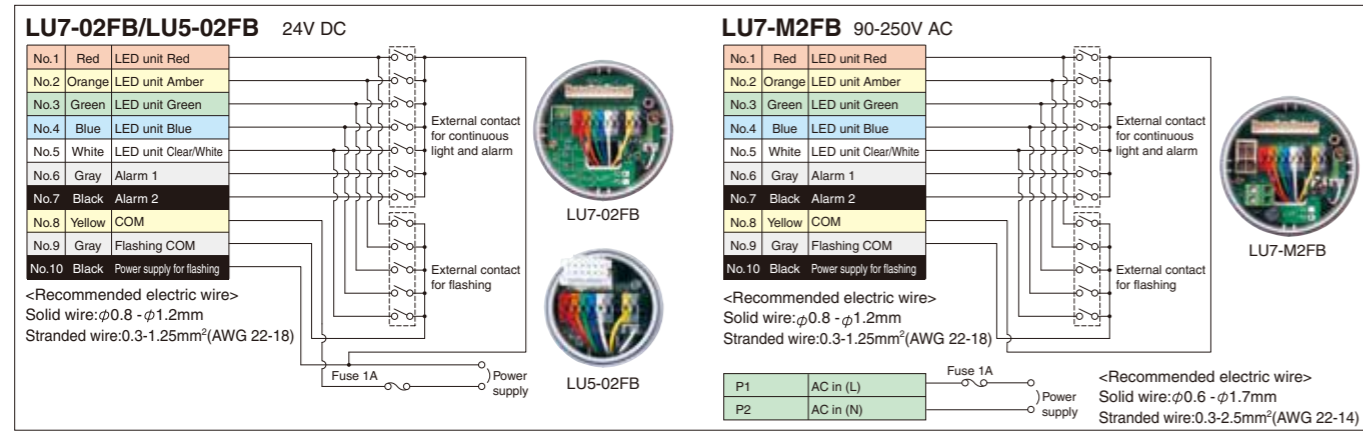 LU7-02FB/LU5-02FB 24V DC
No.1 Red LED unit Red
No.2 Orange LED unit Amber
No.3 Green LED unit Green
No.4 Blue LED unit Blue
No.5 White LED unit Clear/White
No.6 Gray Alarm 1
No.7 Black Alarm 2
No.8 Yellow COM
No.9 Gray Flashing COM
No.10 Black Power supply for flashing
External contact
for continuous
light and alarm
External contact
for flashing
<Recommended electric wire>
Solid wire:φ0.8 -φ1.2mm
Stranded wire:0.3-1.25mm²(AWG 22-18)
Fuse 1A
Power
supply
LU7-02FB
LU5-02FB
LU7-M2FB 90-250V AC
No.1 Red LED unit Red
No.2 Orange LED unit Amber
No.3 Green LED unit Green
No.4 Blue LED unit Blue
No.5 White LED unit Clear/White
No.6 Gray Alarm 1
No.7 Black Alarm 2
No.8 Yellow COM
No.9 Gray Flashing COM
No.10 Black Power supply for flashing
External contact
for continuous
light and alarm
External contact
for flashing
LU7-M2FB
<Recommended electric wire>
Solid wire:φ0.8 -φ1.2mm
Stranded wire:0.3-1.25mm²(AWG 22-18)
P1 AC in (L)
P2 AC in (N)
Fuse 1A
Power
supply
<Recommended electric wire>
Solid wire:φ0.6 -φ1.7mm
Stranded wire:0.3-2.5mm²(AWG 22-14)